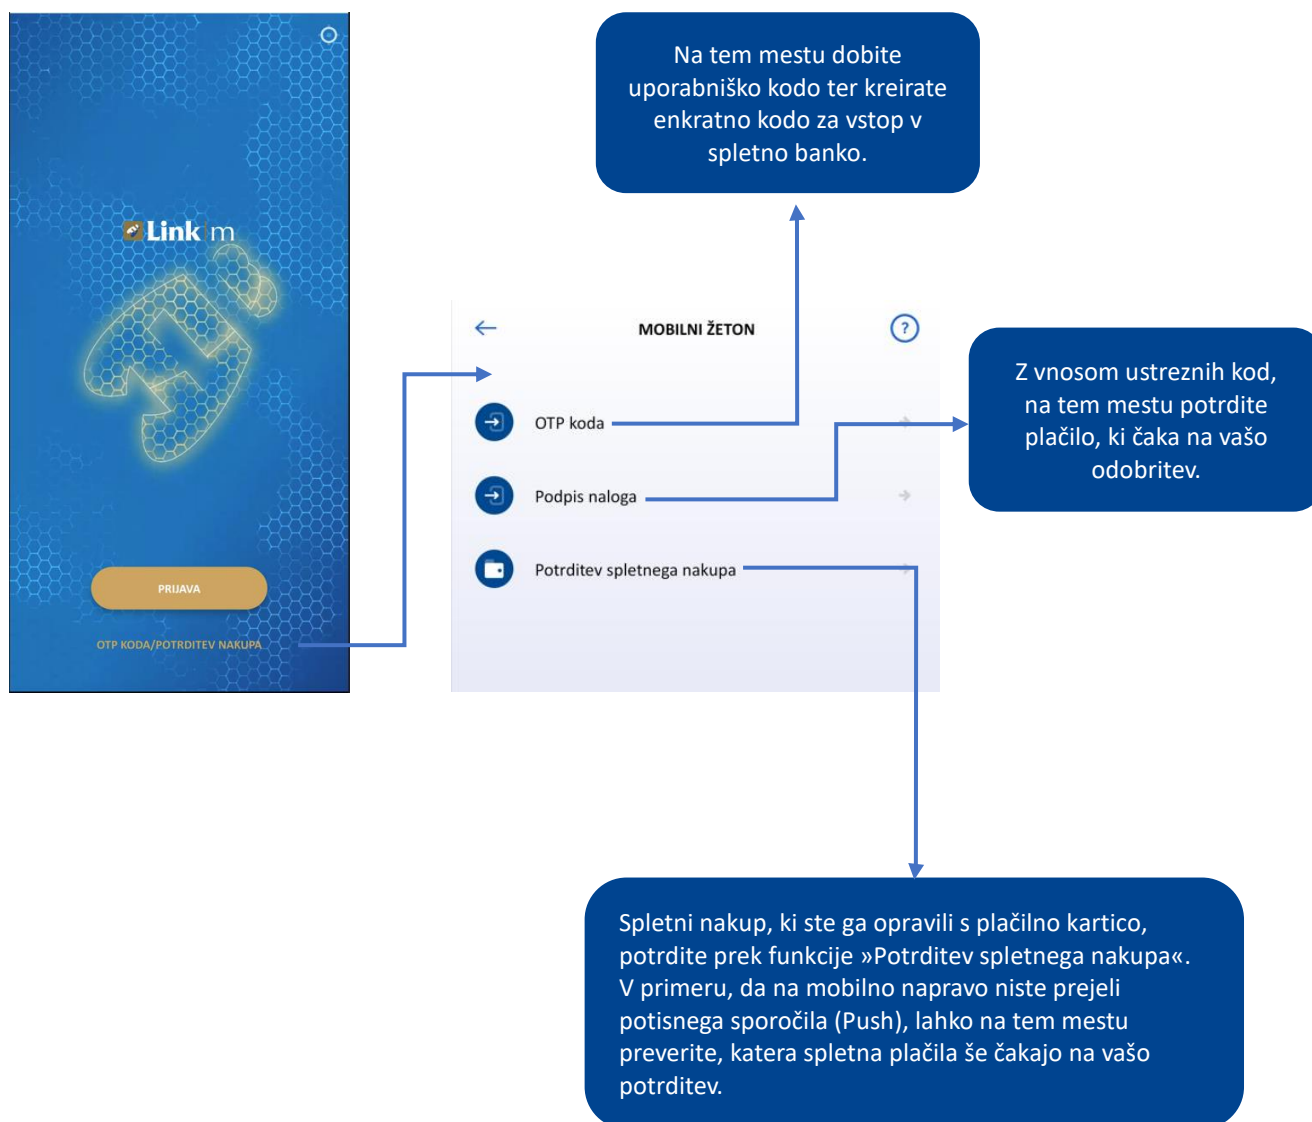 Link m
PRIJAVA
OTP KODA/POTRDITEV NAKUPA
Na tem mestu dobite
uporabniško kodo ter kreirate
enkratno kodo za vstop v
spletno banko.
MOBILNI ŽETON
?
OTP koda
Podpis naloga
Potrditev spletnega nakupa
Z vnosom ustreznih kod,
na tem mestu potrdite
plačilo, ki čaka na vašo
odobritev.
Spletni nakup, ki ste ga opravili s plačilno kartico,
potrdite prek funkcije »Potrditev spletnega nakupa«.
V primeru, da na mobilno napravo niste prejeli
potisnega sporočila (Push), lahko na tem mestu
preverite, katera spletna plačila še čakajo na vašo
potrditev.